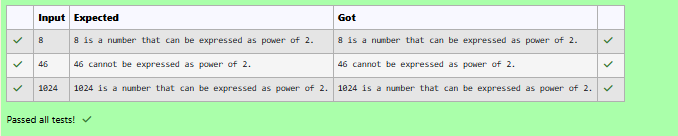 Input Expected Got
8 8 is a number that can be expressed as power of 2. 8 is a number that can be expressed as power of 2.
46 46 cannot be expressed as power of 2. 46 cannot be expressed as power of 2.
1024 1024 is a number that can be expressed as power of 2. 1024 is a number that can be expressed as power of 2.
Passed all tests!